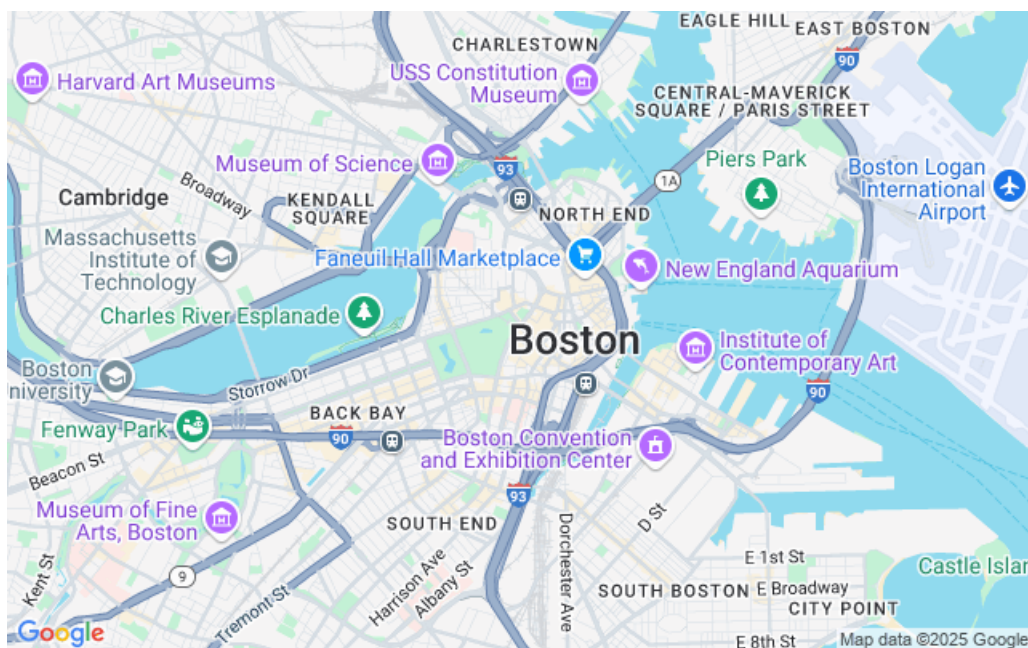 EAGLE HILL
EAST BOSTON
CHARLESTOWN
90
USS Constitution
Museum
Harvard Art Museums
CENTRAL-MAVERICK
SQUARE / PARIS STREET
Museum of Science
93
Piers Park
Boston Logan
International
Airport
1A
Broadway
Cambridge
KENDALL
SQUARE
NORTH END
Massachusetts
Institute of
Technology
Faneuil Hall Marketplace
New England Aquarium
Charles River Esplanade
Boston
Institute of
Contemporary Art
Boston
niversity
Storrow Dr
90
BACK BAY
Fenway Park
90
Boston Convention
and Exhibition Center
Beacon St
93
Museum of Fine
Arts, Boston
SOUTH END
D St
Dorchester Ave
E 1st St
Castle Islan
Kent St
9
Harrison Ave
Albany St
SOUTH BOSTON
E Broadway
CITY POINT
Tremont St
Google
E 8th St
Map data ©2025 Google